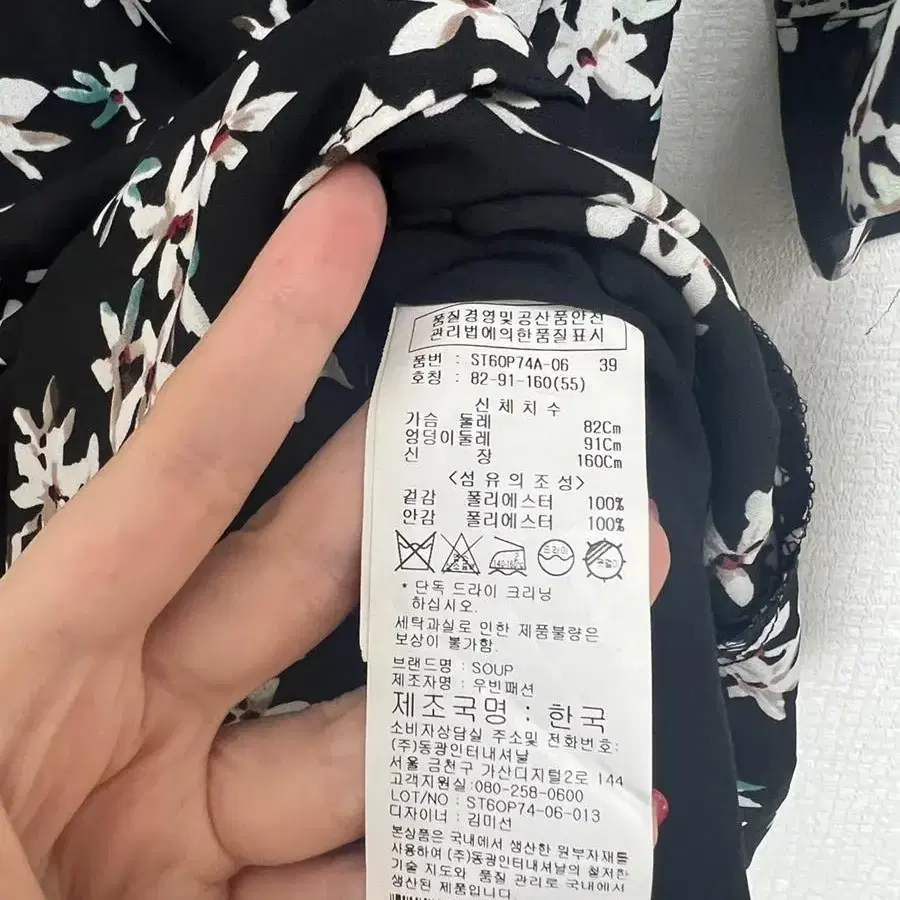 품질경영및공산품안전
관리법에의한품질표시
품번 : ST6OP74A-06 39
호칭 : 82-91-160(55)
신체치수
가슴 둘레 82Cm
엉덩이둘레 91Cm
신 장 160Cm
<섬유의조성>
겉감 폴리에스터 100%
안감 폴리에스터 100%
140-160℃ 드라이 옷걸이
* 단독 드라이 크리닝
하십시오.
세탁과실로 인한 제품불량은
보상이 불가함.
브랜드명 : SOUP
제조자명 : 우빈패션
제조국명 : 한국
소비자상담실 주소및 전화번호:
(주)동광인터내셔날
서울 금천구 가산디지털2로 144
고객지원실:080-258-0600
LOT/NO : ST6OP74-06-013
디자이너 : 김미선
본상품은 국내에서 생산한 원부자재를
사용하여 (주)동광인터내셔날의 철저한
기술 지도와 품질 관리로 국내에서
생산된 제품입니다.